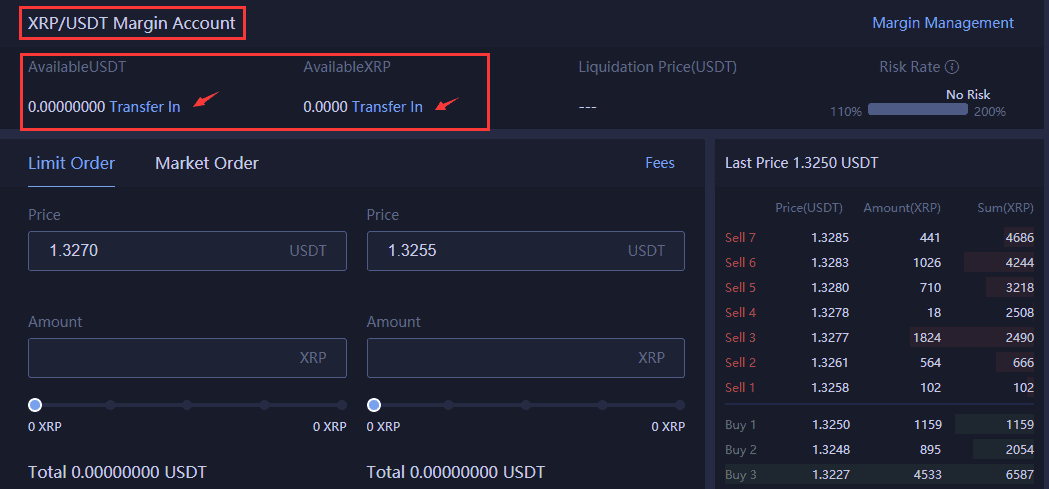 XRP/USDT Margin Account Margin Management
AvailableUSDT AvailableXRP Liquidation Price(USDT) Risk Rate
No Risk
0.00000000 Transfer In 0.0000 Transfer In --- 110% 200%
Limit Order Market Order Fees
Price Price
1.3270 USDT 1.3255 USDT
Amount Amount
XRP XRP
0 XRP 0 XRP 0 XRP 0 XRP
Total 0.00000000 USDT Total 0.00000000 USDT
Last Price 1.3250 USDT
Price(USDT) Amount(XRP) Sum(XRP)
Sell 7 1.3285 441 4686
Sell 6 1.3283 1026 4244
Sell 5 1.3280 710 3218
Sell 4 1.3278 18 2508
Sell 3 1.3277 1824 2490
Sell 2 1.3261 564 666
Sell 1 1.3258 102 102
Buy 1 1.3250 1159 1159
Buy 2 1.3248 895 2054
Buy 3 1.3227 4533 6587